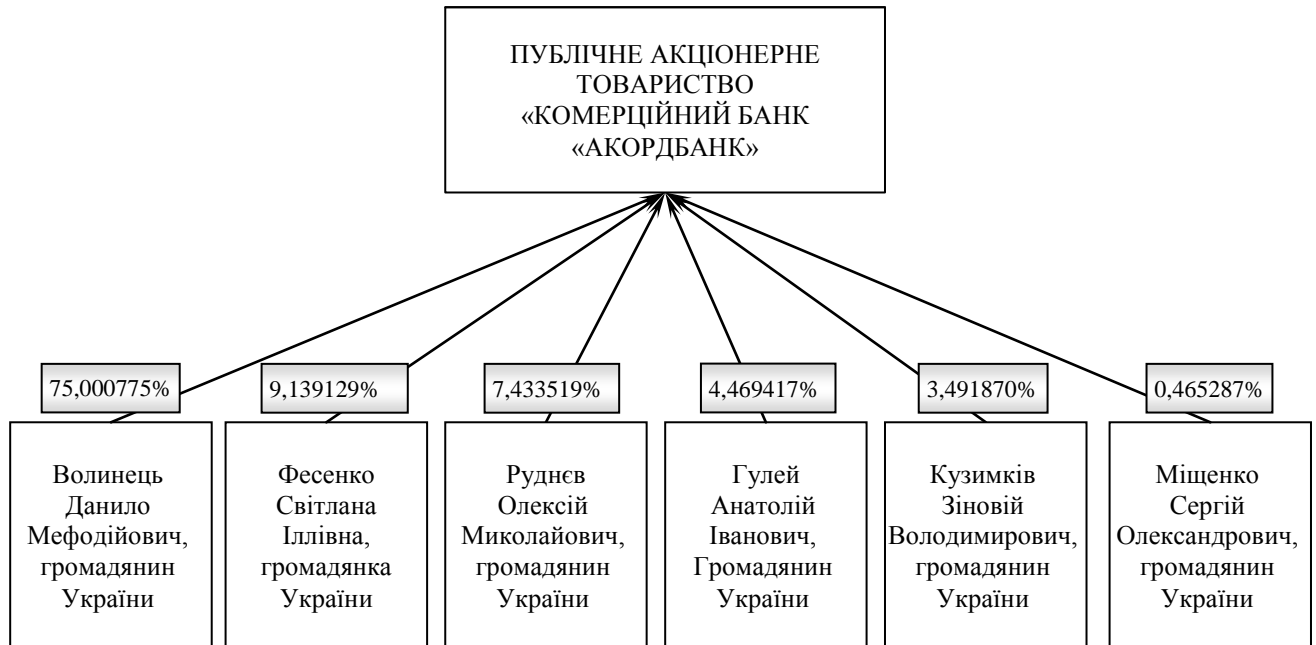 ПУБЛІЧНЕ АКЦІОНЕРНЕ
ТОВАРИСТВО
«КОМЕРЦІЙНИЙ БАНК
«АКОРДБАНК»
75,000775%
9,139129%
7,433519%
4,469417%
3,491870%
0,465287%
Волинець
Данило
Мефодійович,
громадянин
України
Фесенко
Світлана
Іллівна,
громадянка
України
Руднєв
Олексій
Миколайович,
громадянин
України
Гулей
Анатолій
Іванович,
Громадянин
України
Кузимків
Зіновій
Володимирович,
громадянин
України
Міщенко
Сергій
Олександрович,
громадянин
України